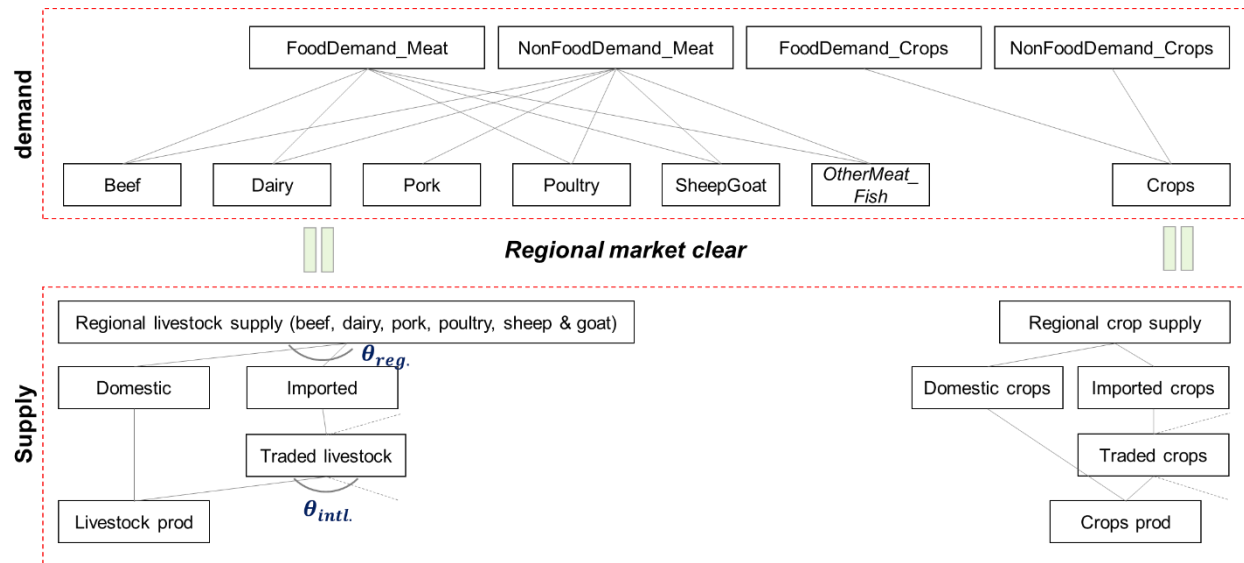 demand
FoodDemand_Meat
NonFoodDemand_Meat
FoodDemand_Crops
NonFoodDemand_Crops
Beef
Dairy
Pork
Poultry
SheepGoat
OtherMeat_
Fish
Crops
Regional market clear
Supply
Regional livestock supply (beef, dairy, pork, poultry, sheep & goat)
Regional crop supply
θreg.
Domestic
Imported
Domestic crops
Imported crops
Traded livestock
Traded crops
θintl.
Livestock prod
Crops prod